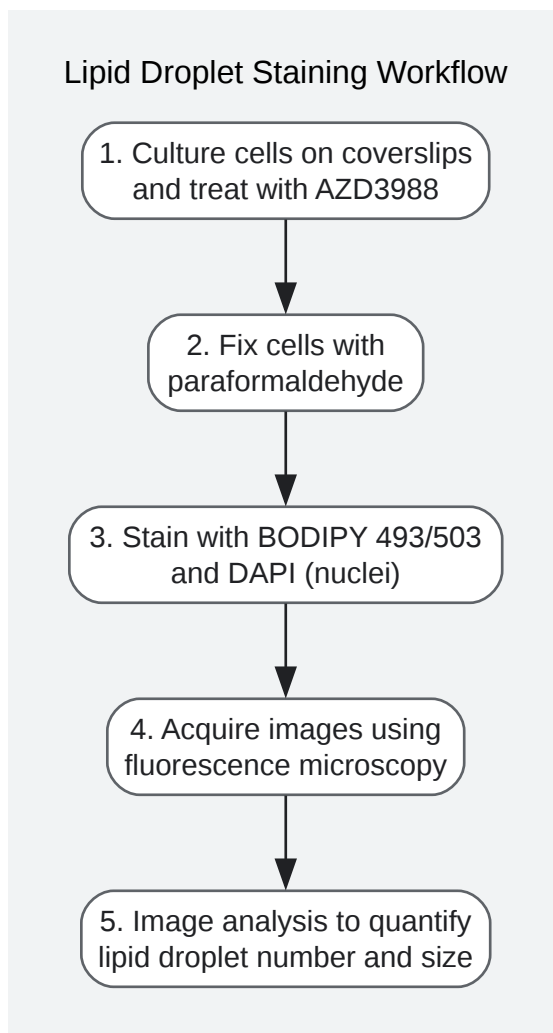 Lipid Droplet Staining Workflow
1. Culture cells on coverslips
and treat with AZD3988
2. Fix cells with
paraformaldehyde
3. Stain with BODIPY 493/503
and DAPI (nuclei)
4. Acquire images using
fluorescence microscopy
5. Image analysis to quantify
lipid droplet number and size